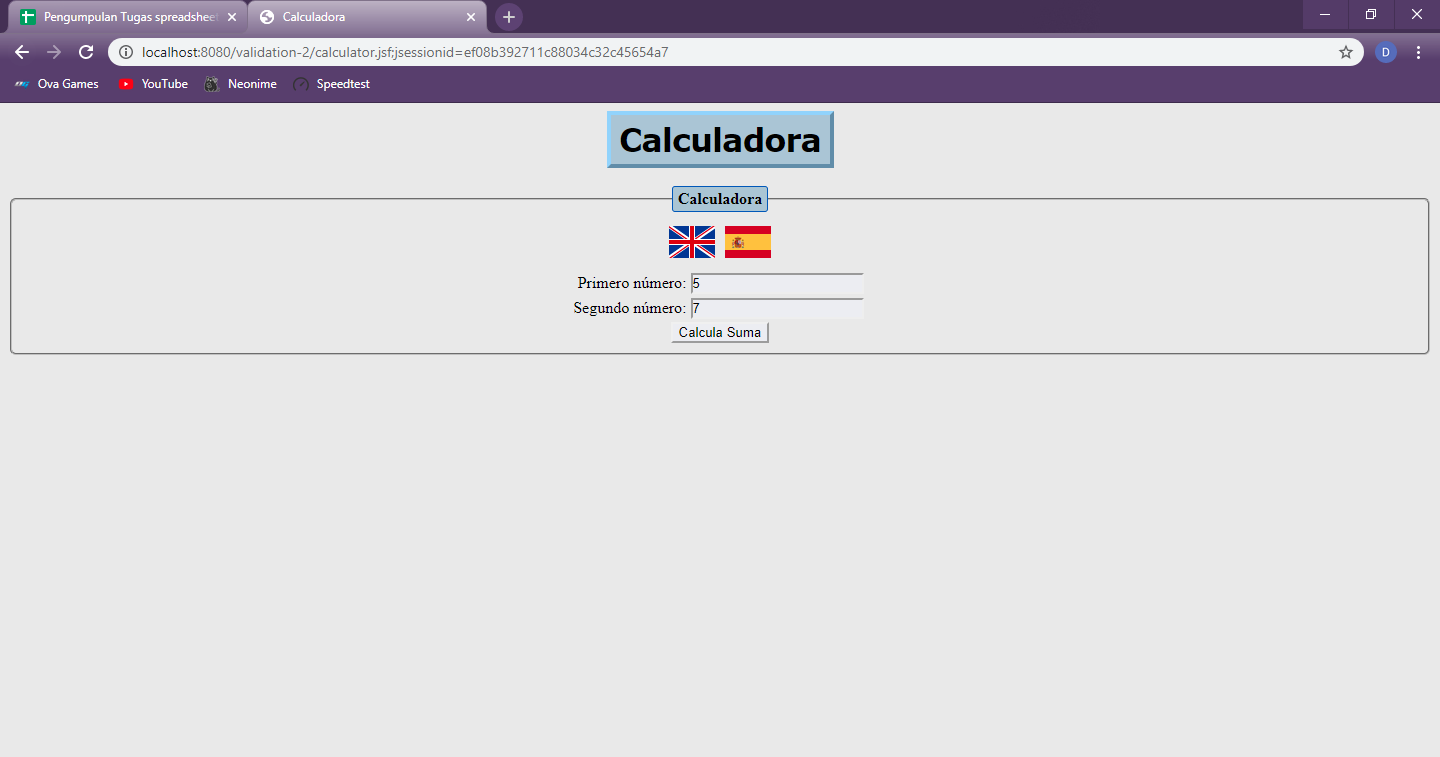 Pengumpulan Tugas spreadsheet
Calculadora
localhost:8080/validation-2/calculator.jsf;jsessionid=ef08b392711c88034c32c45654a7
D
Ova Games
YouTube
Neonime
Speedtest
Calculadora
Calculadora
Primero número: 5
Segundo número: 7
Calcula Suma